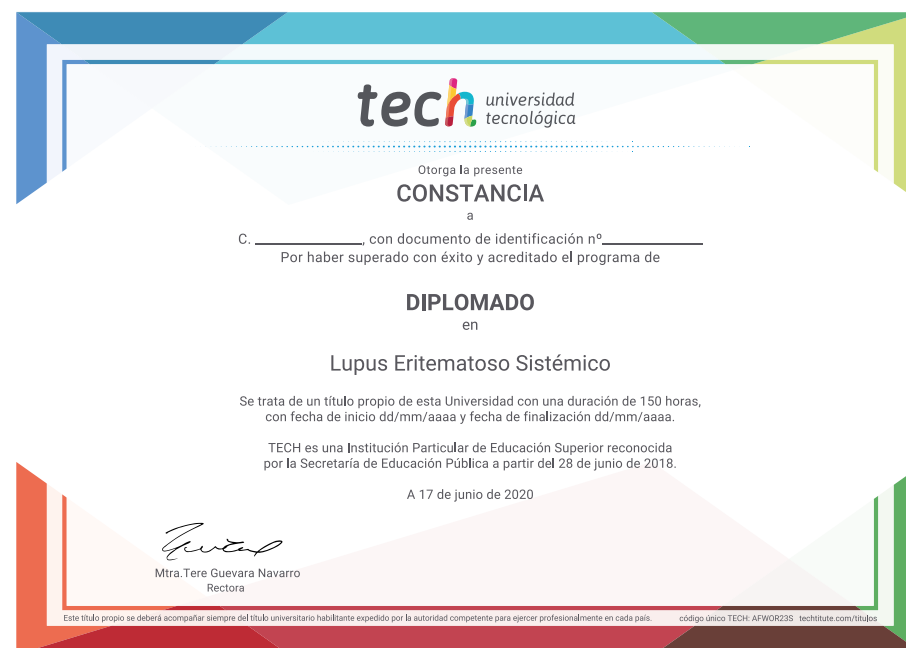 tech universidad
tecnológica
Otorga la presente
CONSTANCIA
a
C. ____________, con documento de identificación nº____________
Por haber superado con éxito y acreditado el programa de
DIPLOMADO
en
Lupus Eritematoso Sistémico
Se trata de un título propio de esta Universidad con una duración de 150 horas,
con fecha de inicio dd/mm/aaaa y fecha de finalización dd/mm/aaaa.
TECH es una Institución Particular de Educación Superior reconocida
por la Secretaría de Educación Pública a partir del 28 de junio de 2018.
A 17 de junio de 2020
Mtra.Tere Guevara Navarro
Rectora
Este título propio se deberá acompañar siempre del título universitario habilitante expedido por la autoridad competente para ejercer profesionalmente en cada país. código único TECH: AFWOR23S techtitute.com/titulos